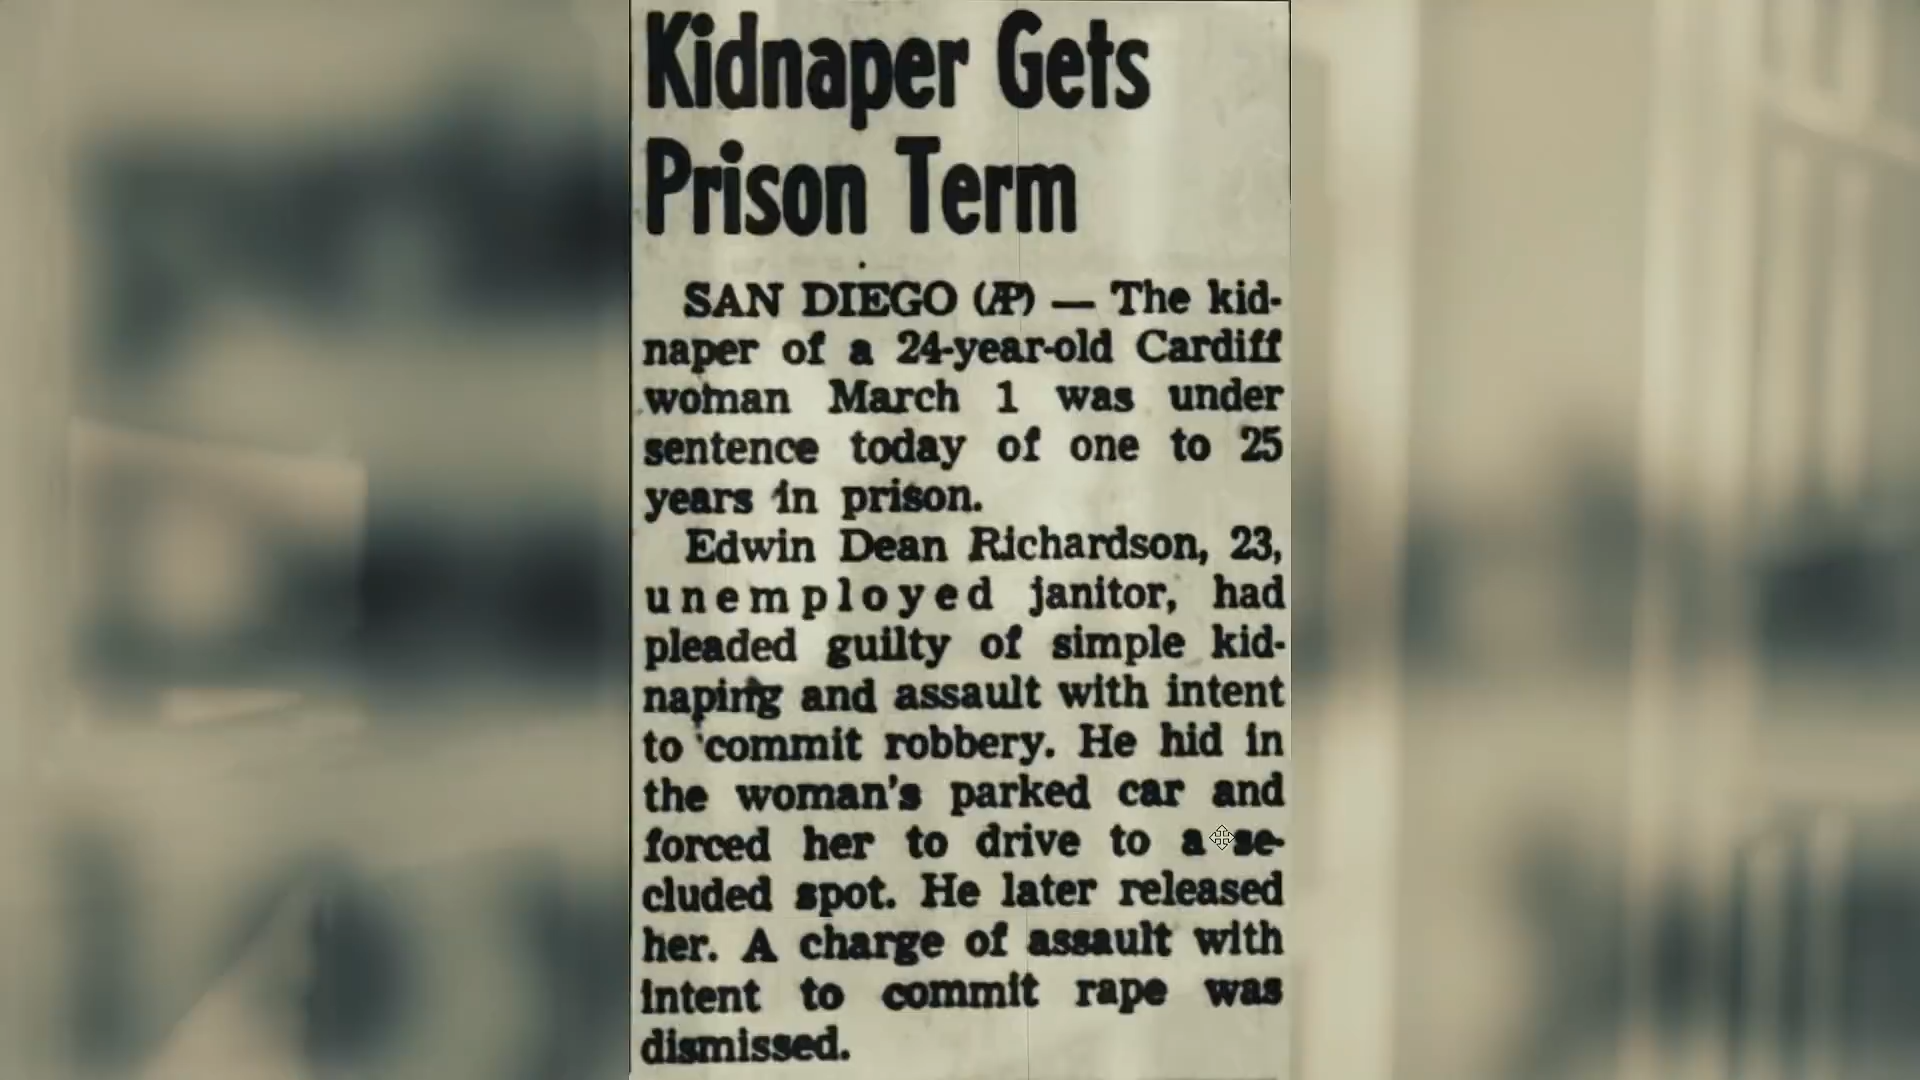 Kidnaper Gets
Prison Term
SAN DIEGO (AP) — The kid-
naper of a 24-year-old Cardiff
woman March 1 was under
sentence today of one to 25
years in prison.
Edwin Dean Richardson, 23,
unemployed janitor, had
pleaded guilty of simple kid-
naping and assault with intent
to commit robbery. He hid in
the woman's parked car and
forced her to drive to a se-
cluded spot. He later released
her. A charge of assault with
intent to commit rape was
dismissed.